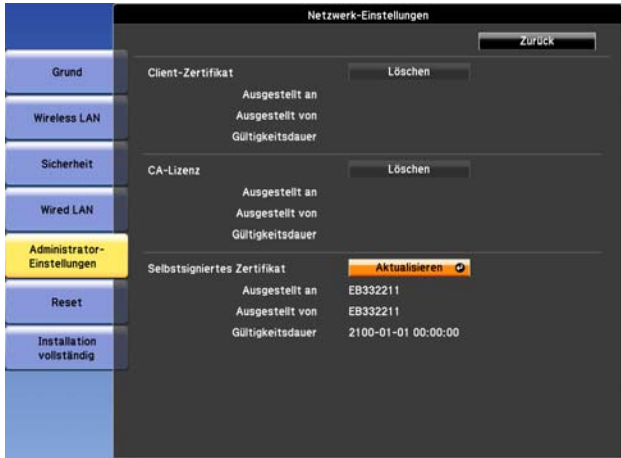 Netzwerk-Einstellungen
Zurück
Grund
Wireless LAN
Sicherheit
Wired LAN
Administrator-
Einstellungen
Reset
Installation
vollständig
Client-Zertifikat Löschen
Ausgestellt an
Ausgestellt von
Gültigkeitsdauer
CA-Lizenz Löschen
Ausgestellt an
Ausgestellt von
Gültigkeitsdauer
Selbstsigniertes Zertifikat Aktualisieren
Ausgestellt an EB332211
Ausgestellt von EB332211
Gültigkeitsdauer 2100-01-01 00:00:00